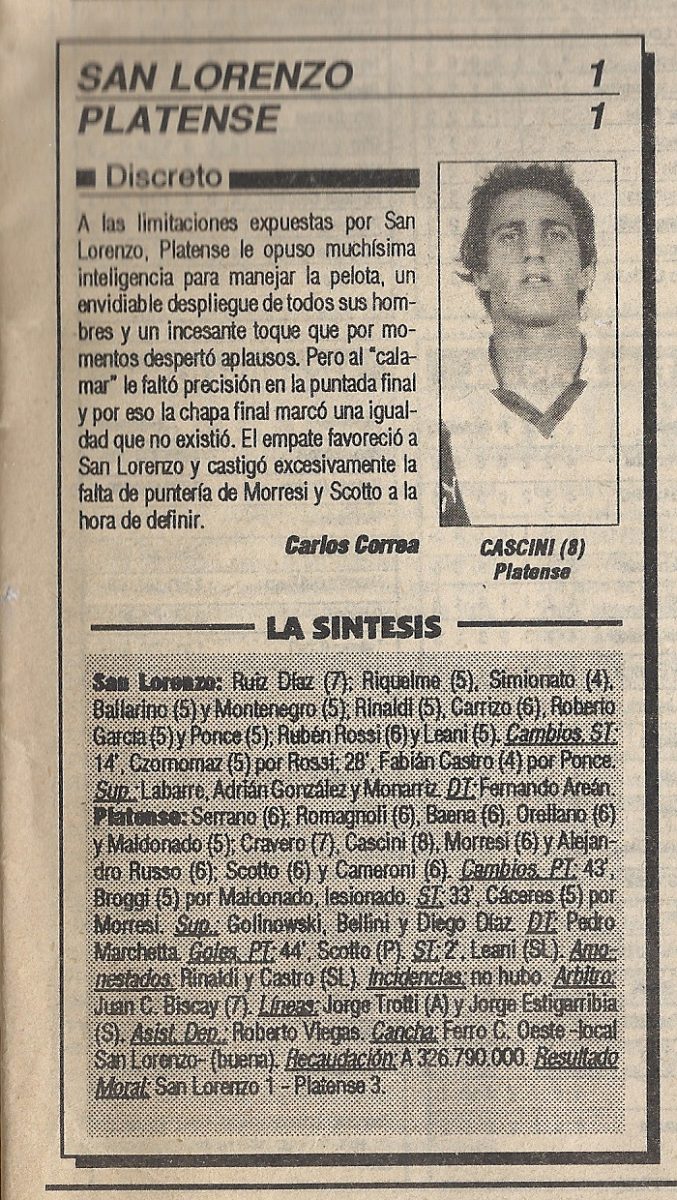 SAN LORENZO 1
PLATENSE 1
Discreto
A las limitaciones expuestas por San
Lorenzo, Platense le opuso muchísima
inteligencia para manejar la pelota, un
envidiable despliegue de todos sus hom-
bres y un incesante toque que por mo-
mentos despertó aplausos. Pero al "cala-
mar" le faltó precisión en la puntada final
y por eso la chapa final marcó una igual-
dad que no existió. El empate favoreció a
San Lorenzo y castigó excesivamente la
falta de puntería de Morresi y Scotto a la
hora de definir.
Carlos Correa
CASCINI (8)
Platense
LA SINTESIS
San Lorenzo: Ruiz Díaz (7); Riquelme (5), Simionato (4),
Ballarino (5) y Montenegro (5); Rinaldi (5), Carrizo (6), Roberto
García (5) y Ponce (5); Rubén Rossi (6) y Leani (5). Cambios, ST:
14', Czornomaz (5) por Rossi; 28', Fabián Castro (4) por Ponce.
Sup.: Labarre, Adrián González y Monarriz. DT: Fernando Areán.
Platense: Serrano (6); Romagnoli (6), Baena (6), Orellano (6)
y Maldonado (5); Cravero (7), Cascini (8), Morresi (6) y Alejan-
dro Russo (6); Scotto (6) y Cameroni (6). Cambios, PT: 43',
Broggi (5) por Maldonado, lesionado. ST: 33', Cáceres (5) por
Morresi. Sup.: Golinowski, Bellini y Diego Díaz. DT: Pedro
Marchetta. Goles, PT: 44', Scotto (P). ST: 2', Leani (SL). Amo-
nestados: Rinaldi y Castro (SL). Incidencias: no hubo. Arbitro:
Juan C. Biscay (7). Líneas: Jorge Trotti (A) y Jorge Estigarribia
(S). Asist. Dep.: Roberto Viegas. Cancha: Ferro C. Oeste -local
San Lorenzo- (buena). Recaudación: A 326.790.000. Resultado
Moral: San Lorenzo 1 - Platense 3.